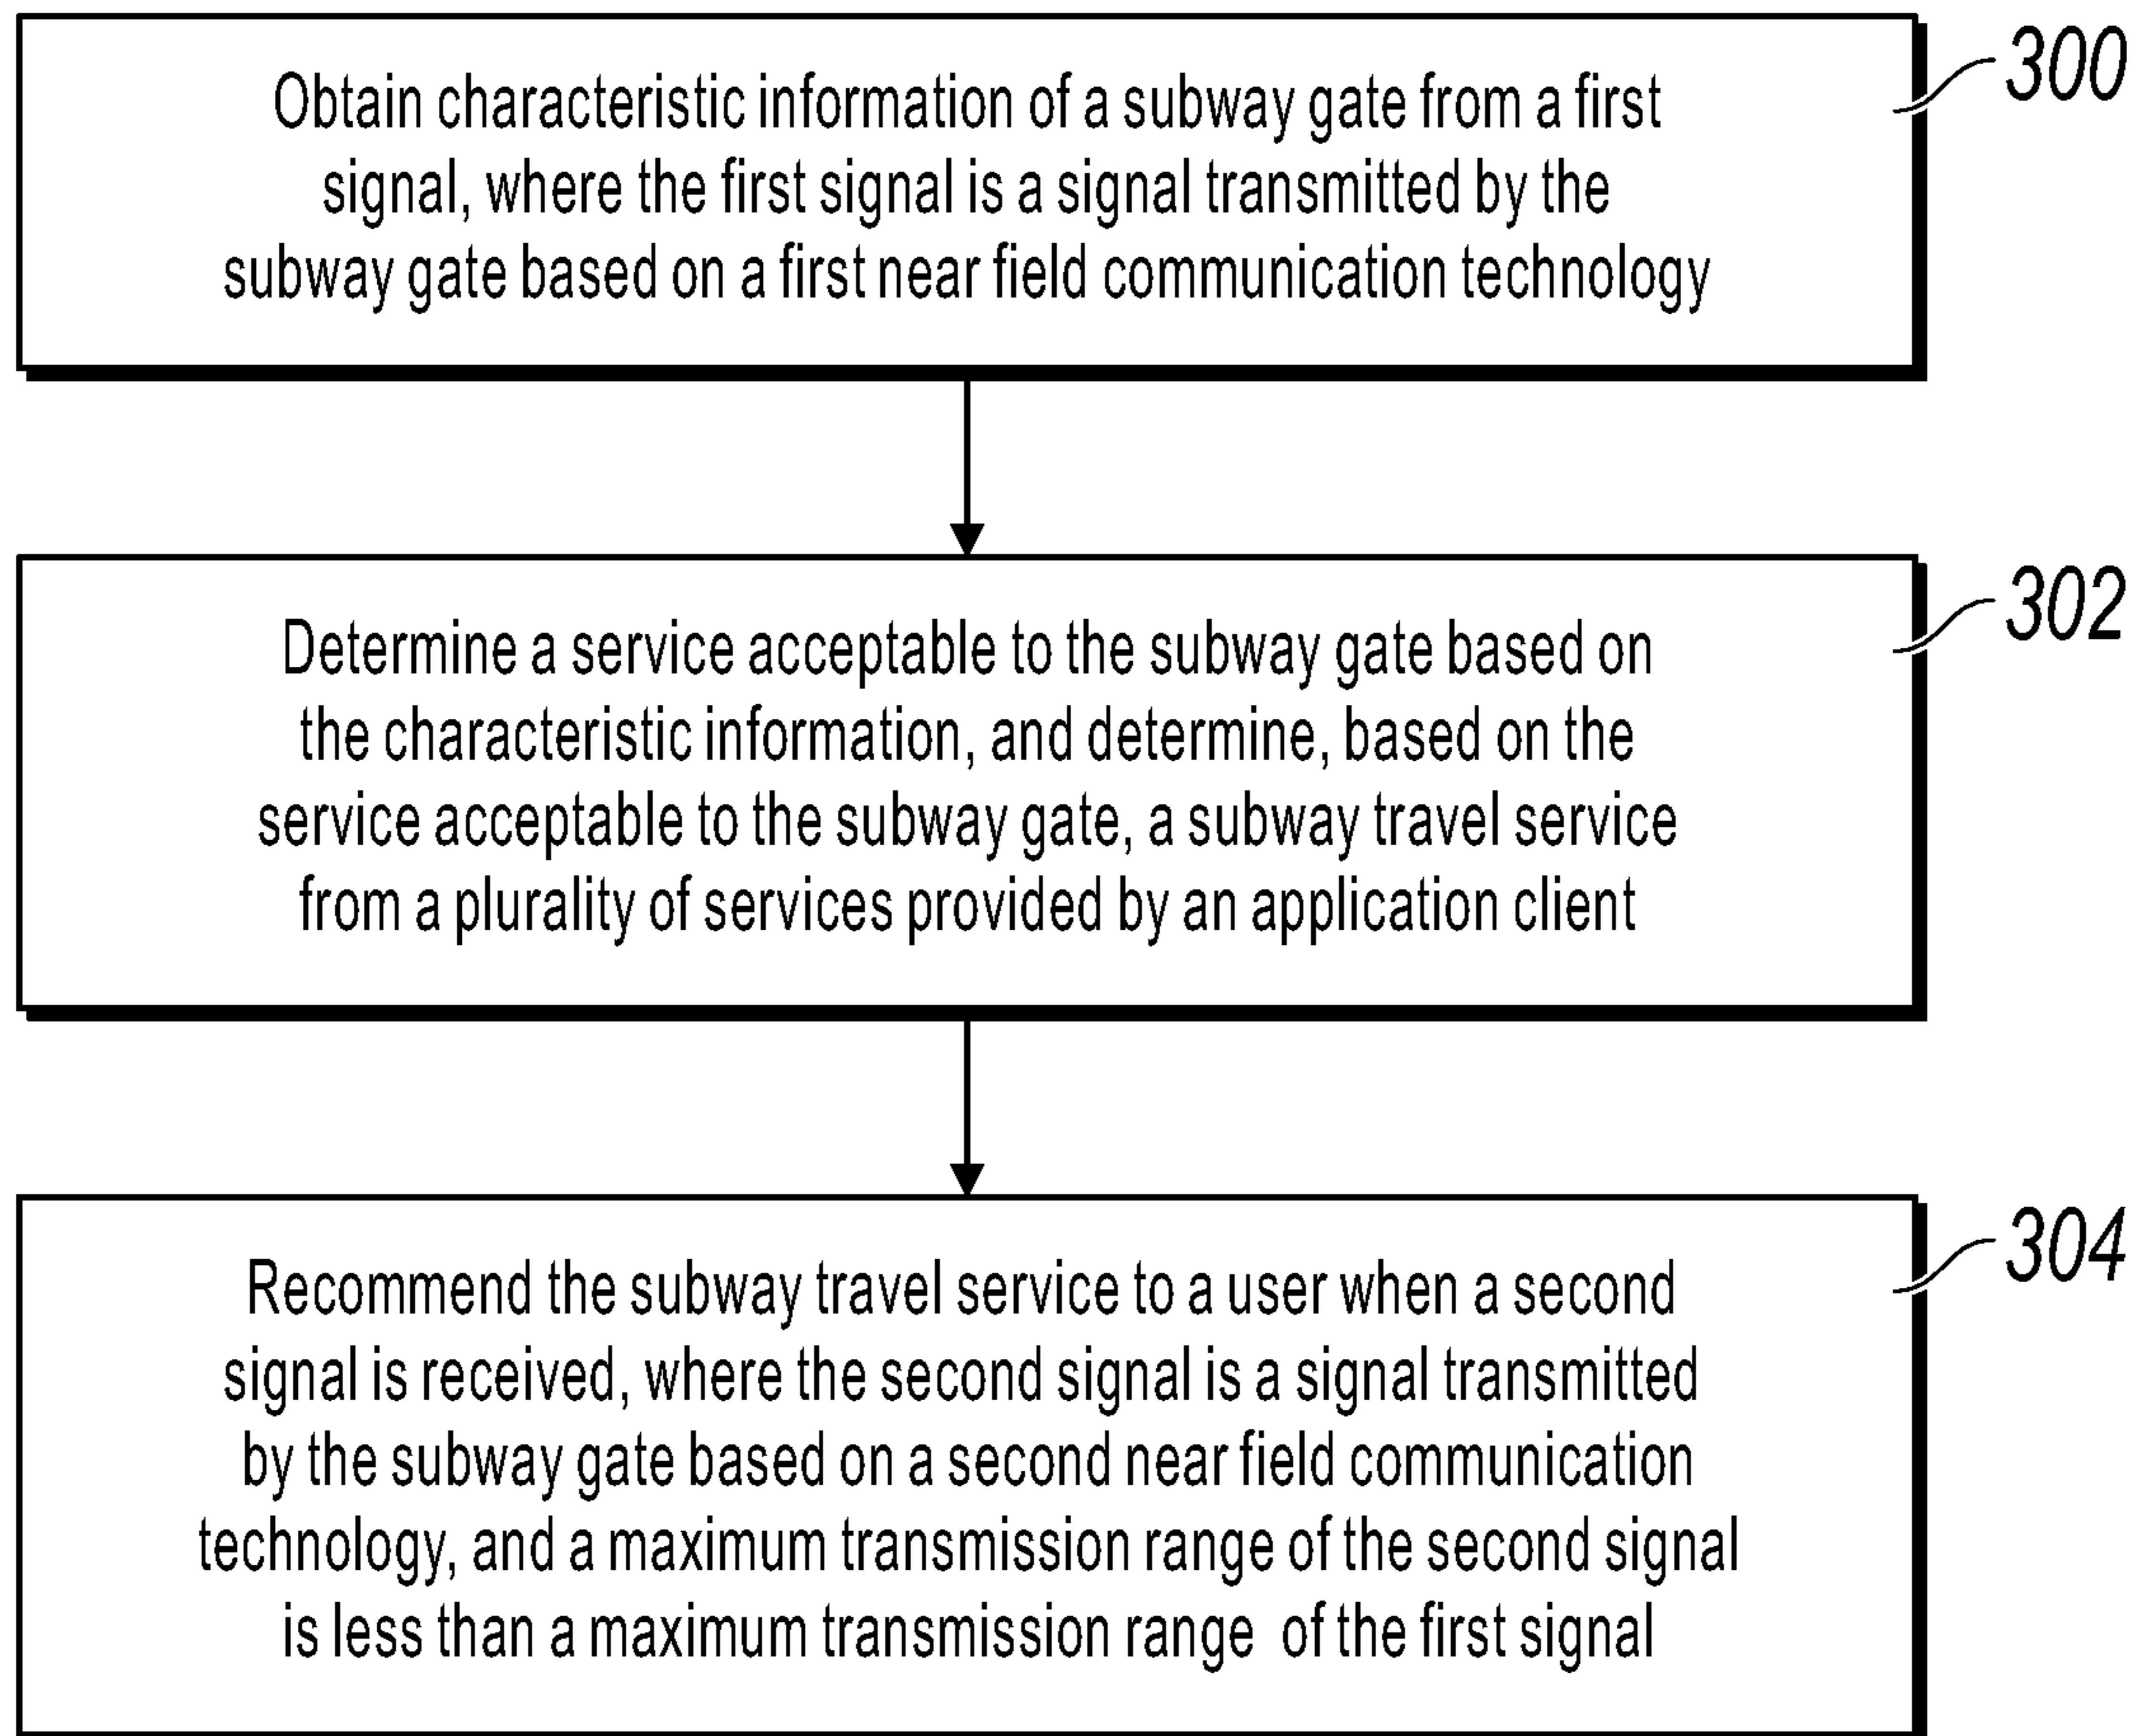 Obtain characteristic information of a subway gate from a first
signal, where the first signal is a signal transmitted by the
subway gate based on a first near field communication technology
300
Determine a service acceptable to the subway gate based on
the characteristic information, and determine, based on the
service acceptable to the subway gate, a subway travel service
from a plurality of services provided by an application client
302
Recommend the subway travel service to a user when a second
signal is received, where the second signal is a signal transmitted
by the subway gate based on a second near field communication
technology, and a maximum transmission range of the second signal
is less than a maximum transmission range of the first signal
304